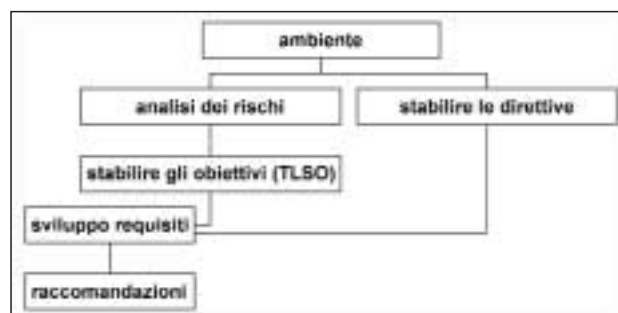 ambiente
analisi dei rischi
stabilire le direttive
stabilire gli obiettivi (TLSO)
sviluppo requisiti
raccomandazioni